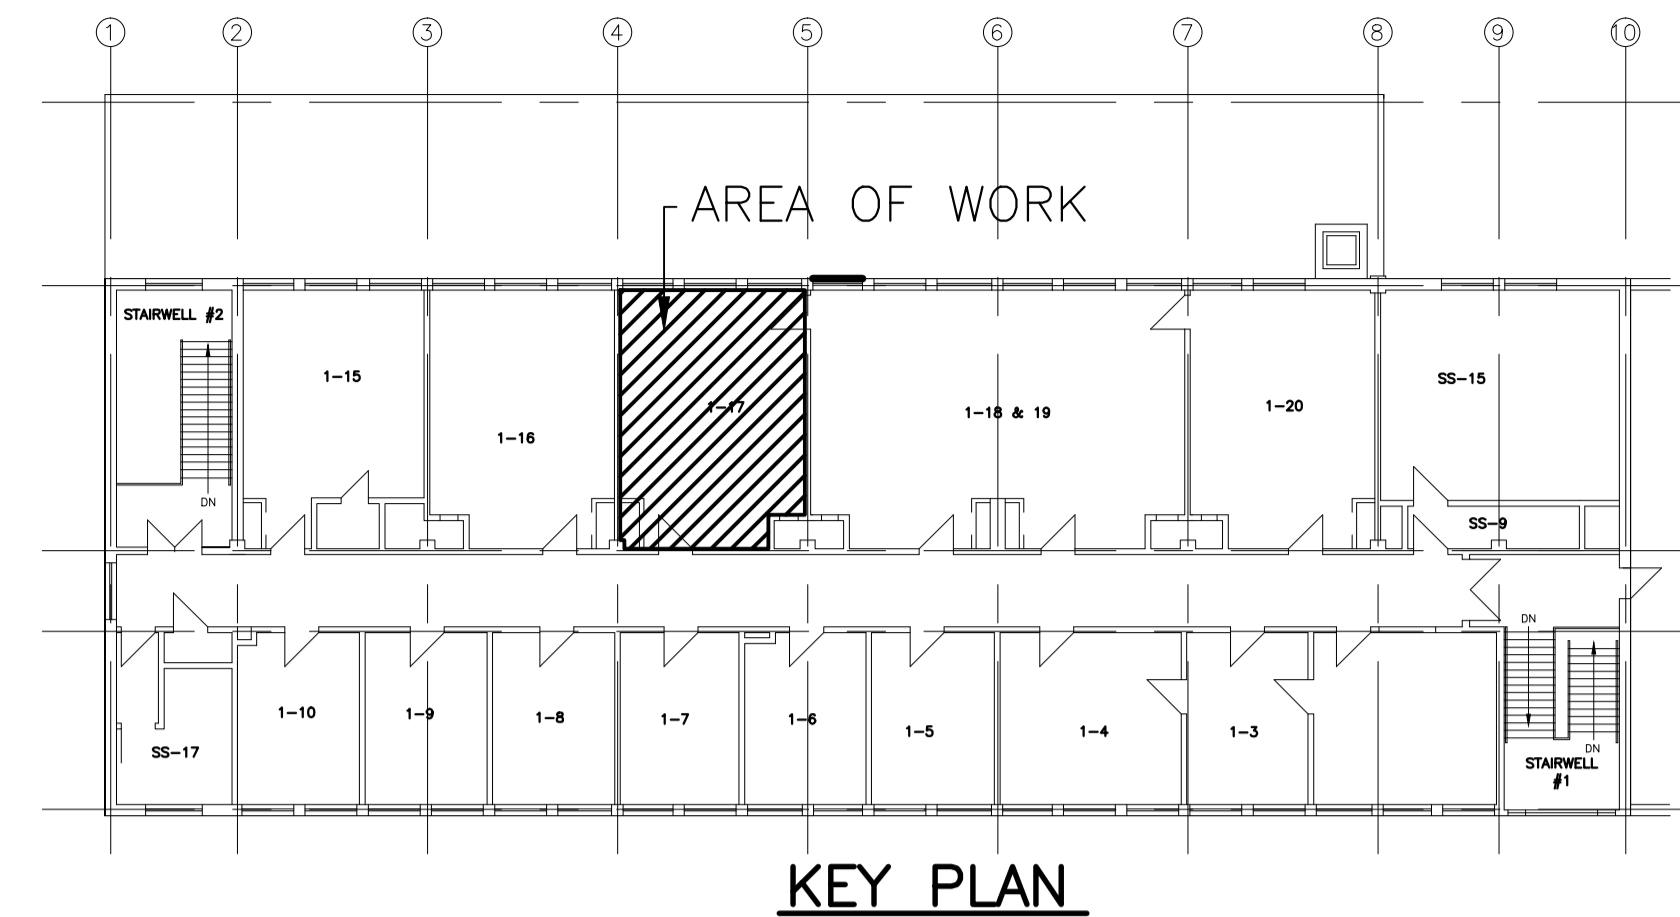 1 2 3 4 5 6 7 8 9 10
AREA OF WORK
STAIRWELL #2
1-15
SS-15
1-20
1-17
1-18 & 19
1-16
DN
SS-9
DN
1-10
1-9
1-8
1-7
1-6
1-5
1-4
1-3
SS-17
DN
STAIRWELL
#1
KEY PLAN